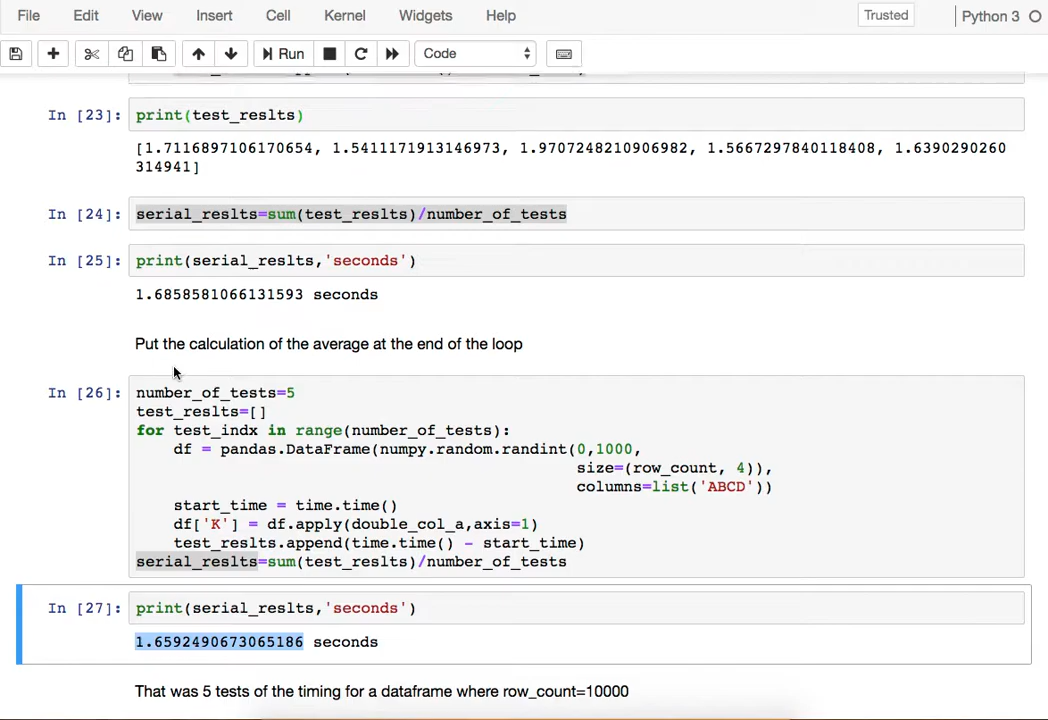 File Edit View Insert Cell Kernel Widgets Help Trusted Python 3
Run Code
In [23]: print(test_reslts)
[1.7116897106170654, 1.5411171913146973, 1.9707248210906982, 1.5667297840118408, 1.6390290260
314941]
In [24]: serial_reslts=sum(test_reslts)/number_of_tests
In [25]: print(serial_reslts,'seconds')
1.6858581066131593 seconds
Put the calculation of the average at the end of the loop
In [26]: number_of_tests=5
test_reslts=[]
for test_indx in range(number_of_tests):
df = pandas.DataFrame(numpy.random.randint(0,1000,
size=(row_count, 4)),
columns=list('ABCD'))
start_time = time.time()
df['K'] = df.apply(double_col_a,axis=1)
test_reslts.append(time.time() - start_time)
serial_reslts=sum(test_reslts)/number_of_tests
In [27]: print(serial_reslts,'seconds')
1.6592490673065186 seconds
That was 5 tests of the timing for a dataframe where row_count=10000